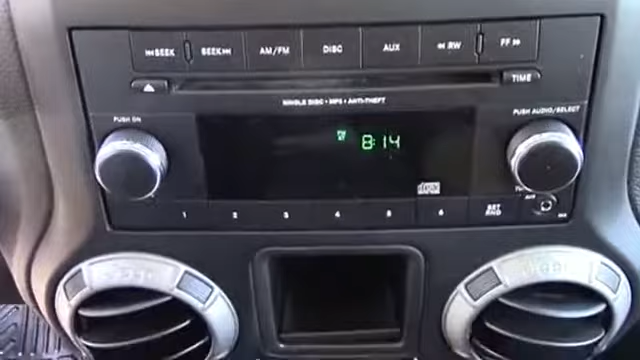 |◄◄ SEEK SEEK ►►| AM/FM DISC AUX ◄◄ RW FF ►►
TIME
SINGLE DISC • MP3 • ANTI-THEFT
PUSH ON
PUSH AUDIO/SELECT
8:14
1 2 3 4 5 6 SET RND